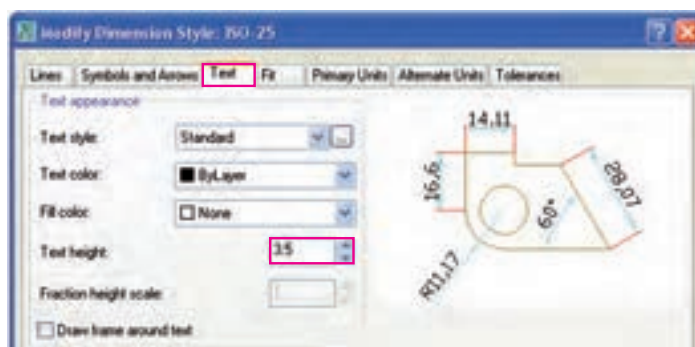 Modify Dimension Style: ISO-25
Lines Symbols and Arrows Text Fit Primary Units Alternate Units Tolerances
Text appearance
Text style: Standard ...
Text color: ByLayer
Fill color: None
Text height: 3.5
Fraction height scale:
Draw frame around text
14,11
16,6
28,07
60°
R11,17